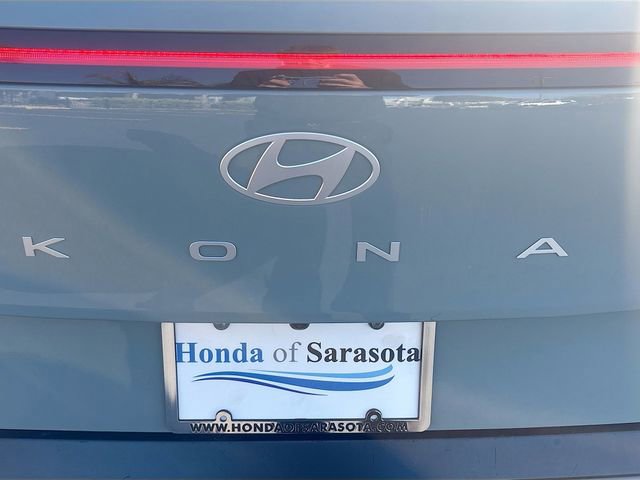 KONA
Honda of Sarasota
WWW.HONDAOFSARASOTA.COM